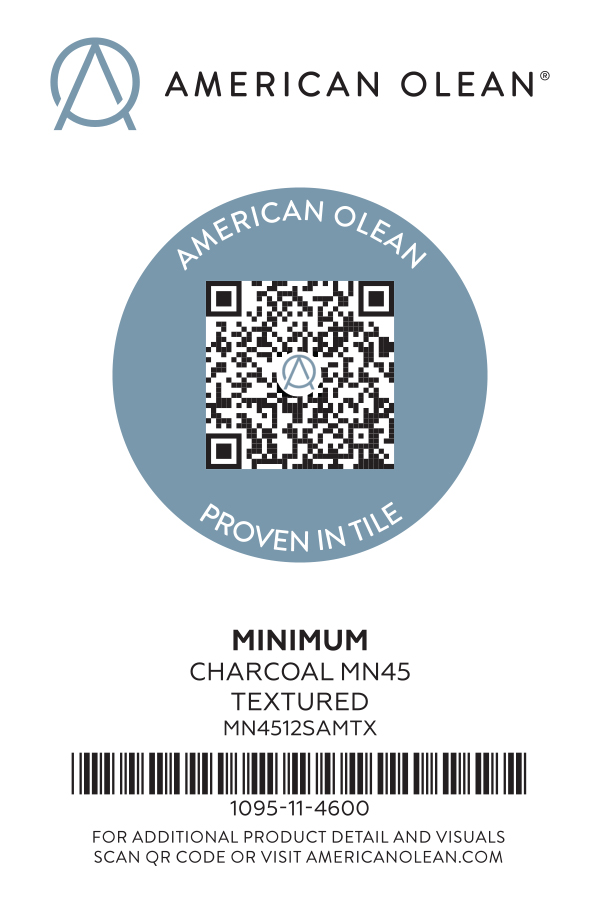 AMERICAN OLEAN®
AMERICAN OLEAN
PROVEN IN TILE
MINIMUM
CHARCOAL MN45
TEXTURED
MN4512SAMTX
1095-11-4600
FOR ADDITIONAL PRODUCT DETAIL AND VISUALS
SCAN QR CODE OR VISIT AMERICANOLEAN.COM